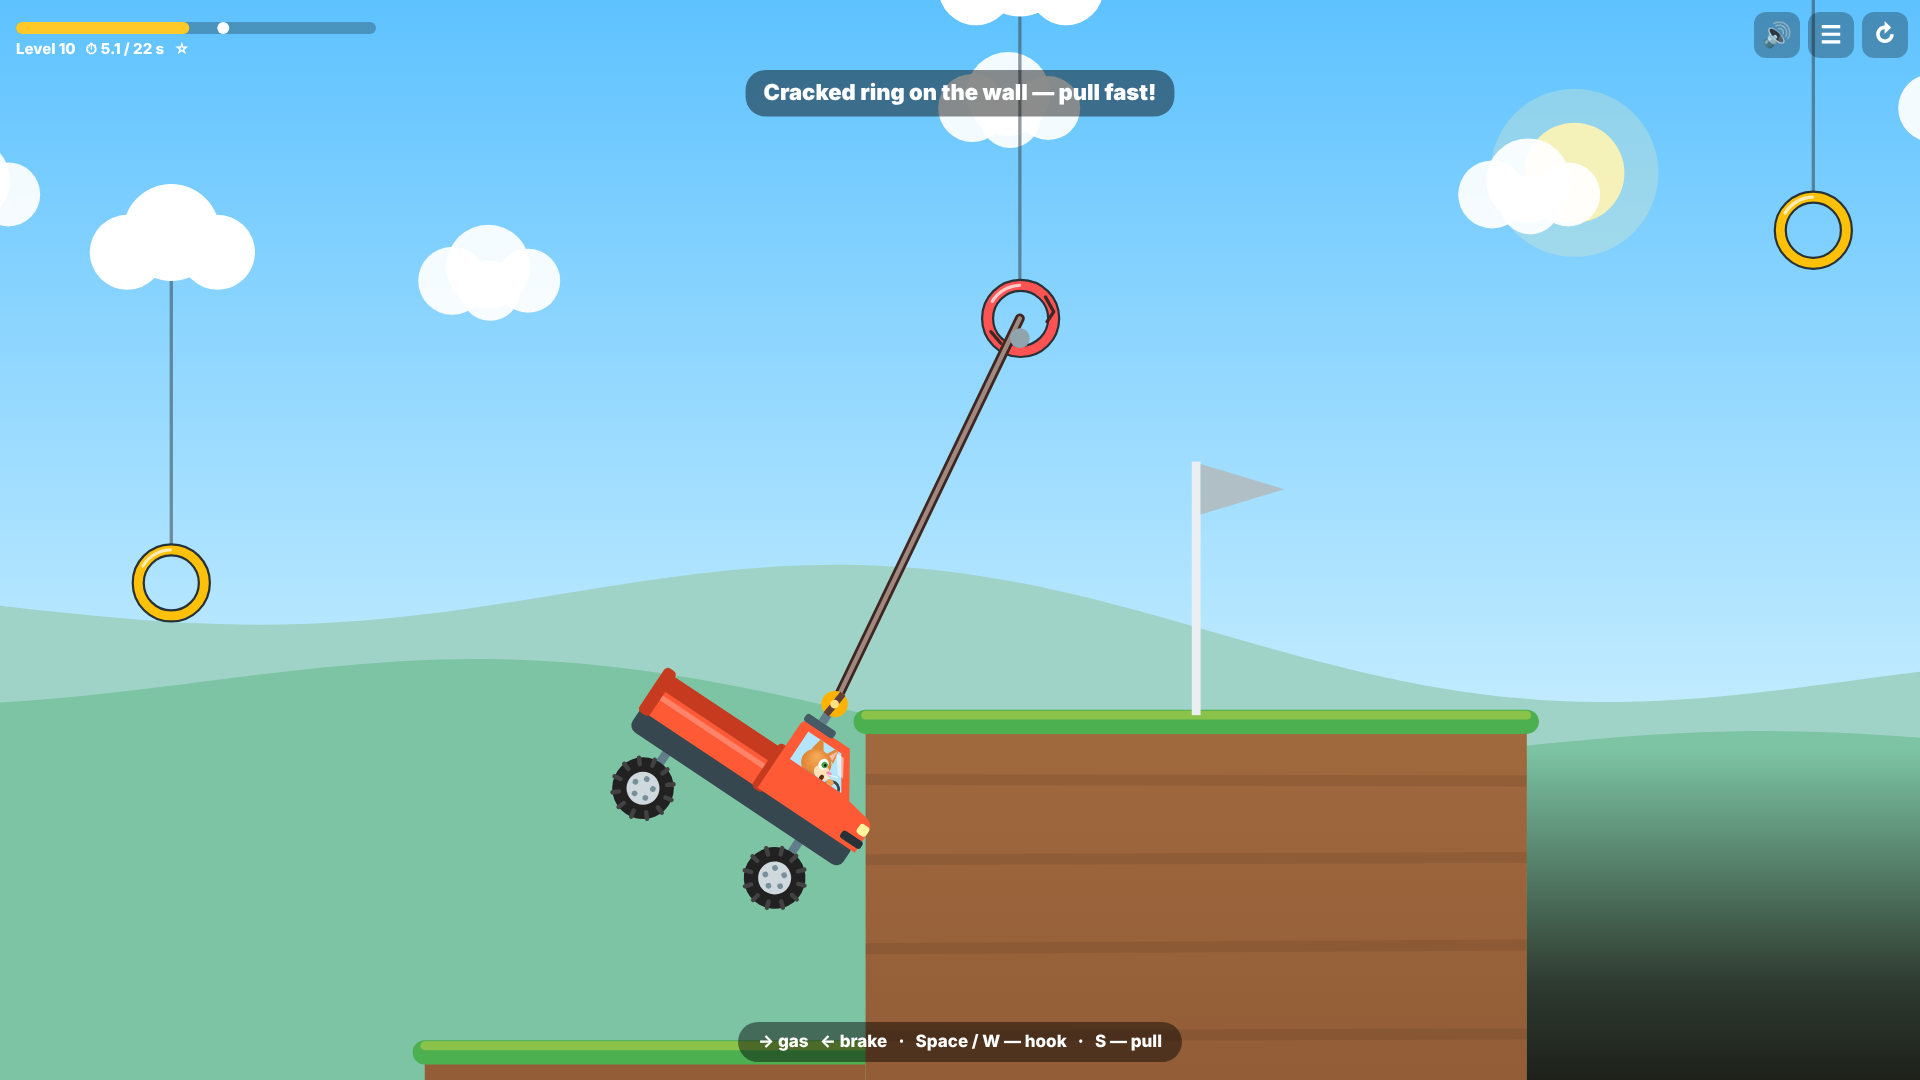 Level 10 ⏱ 5.1 / 22 s ☆
Cracked ring on the wall — pull fast!
→ gas ← brake · Space / W — hook · S — pull